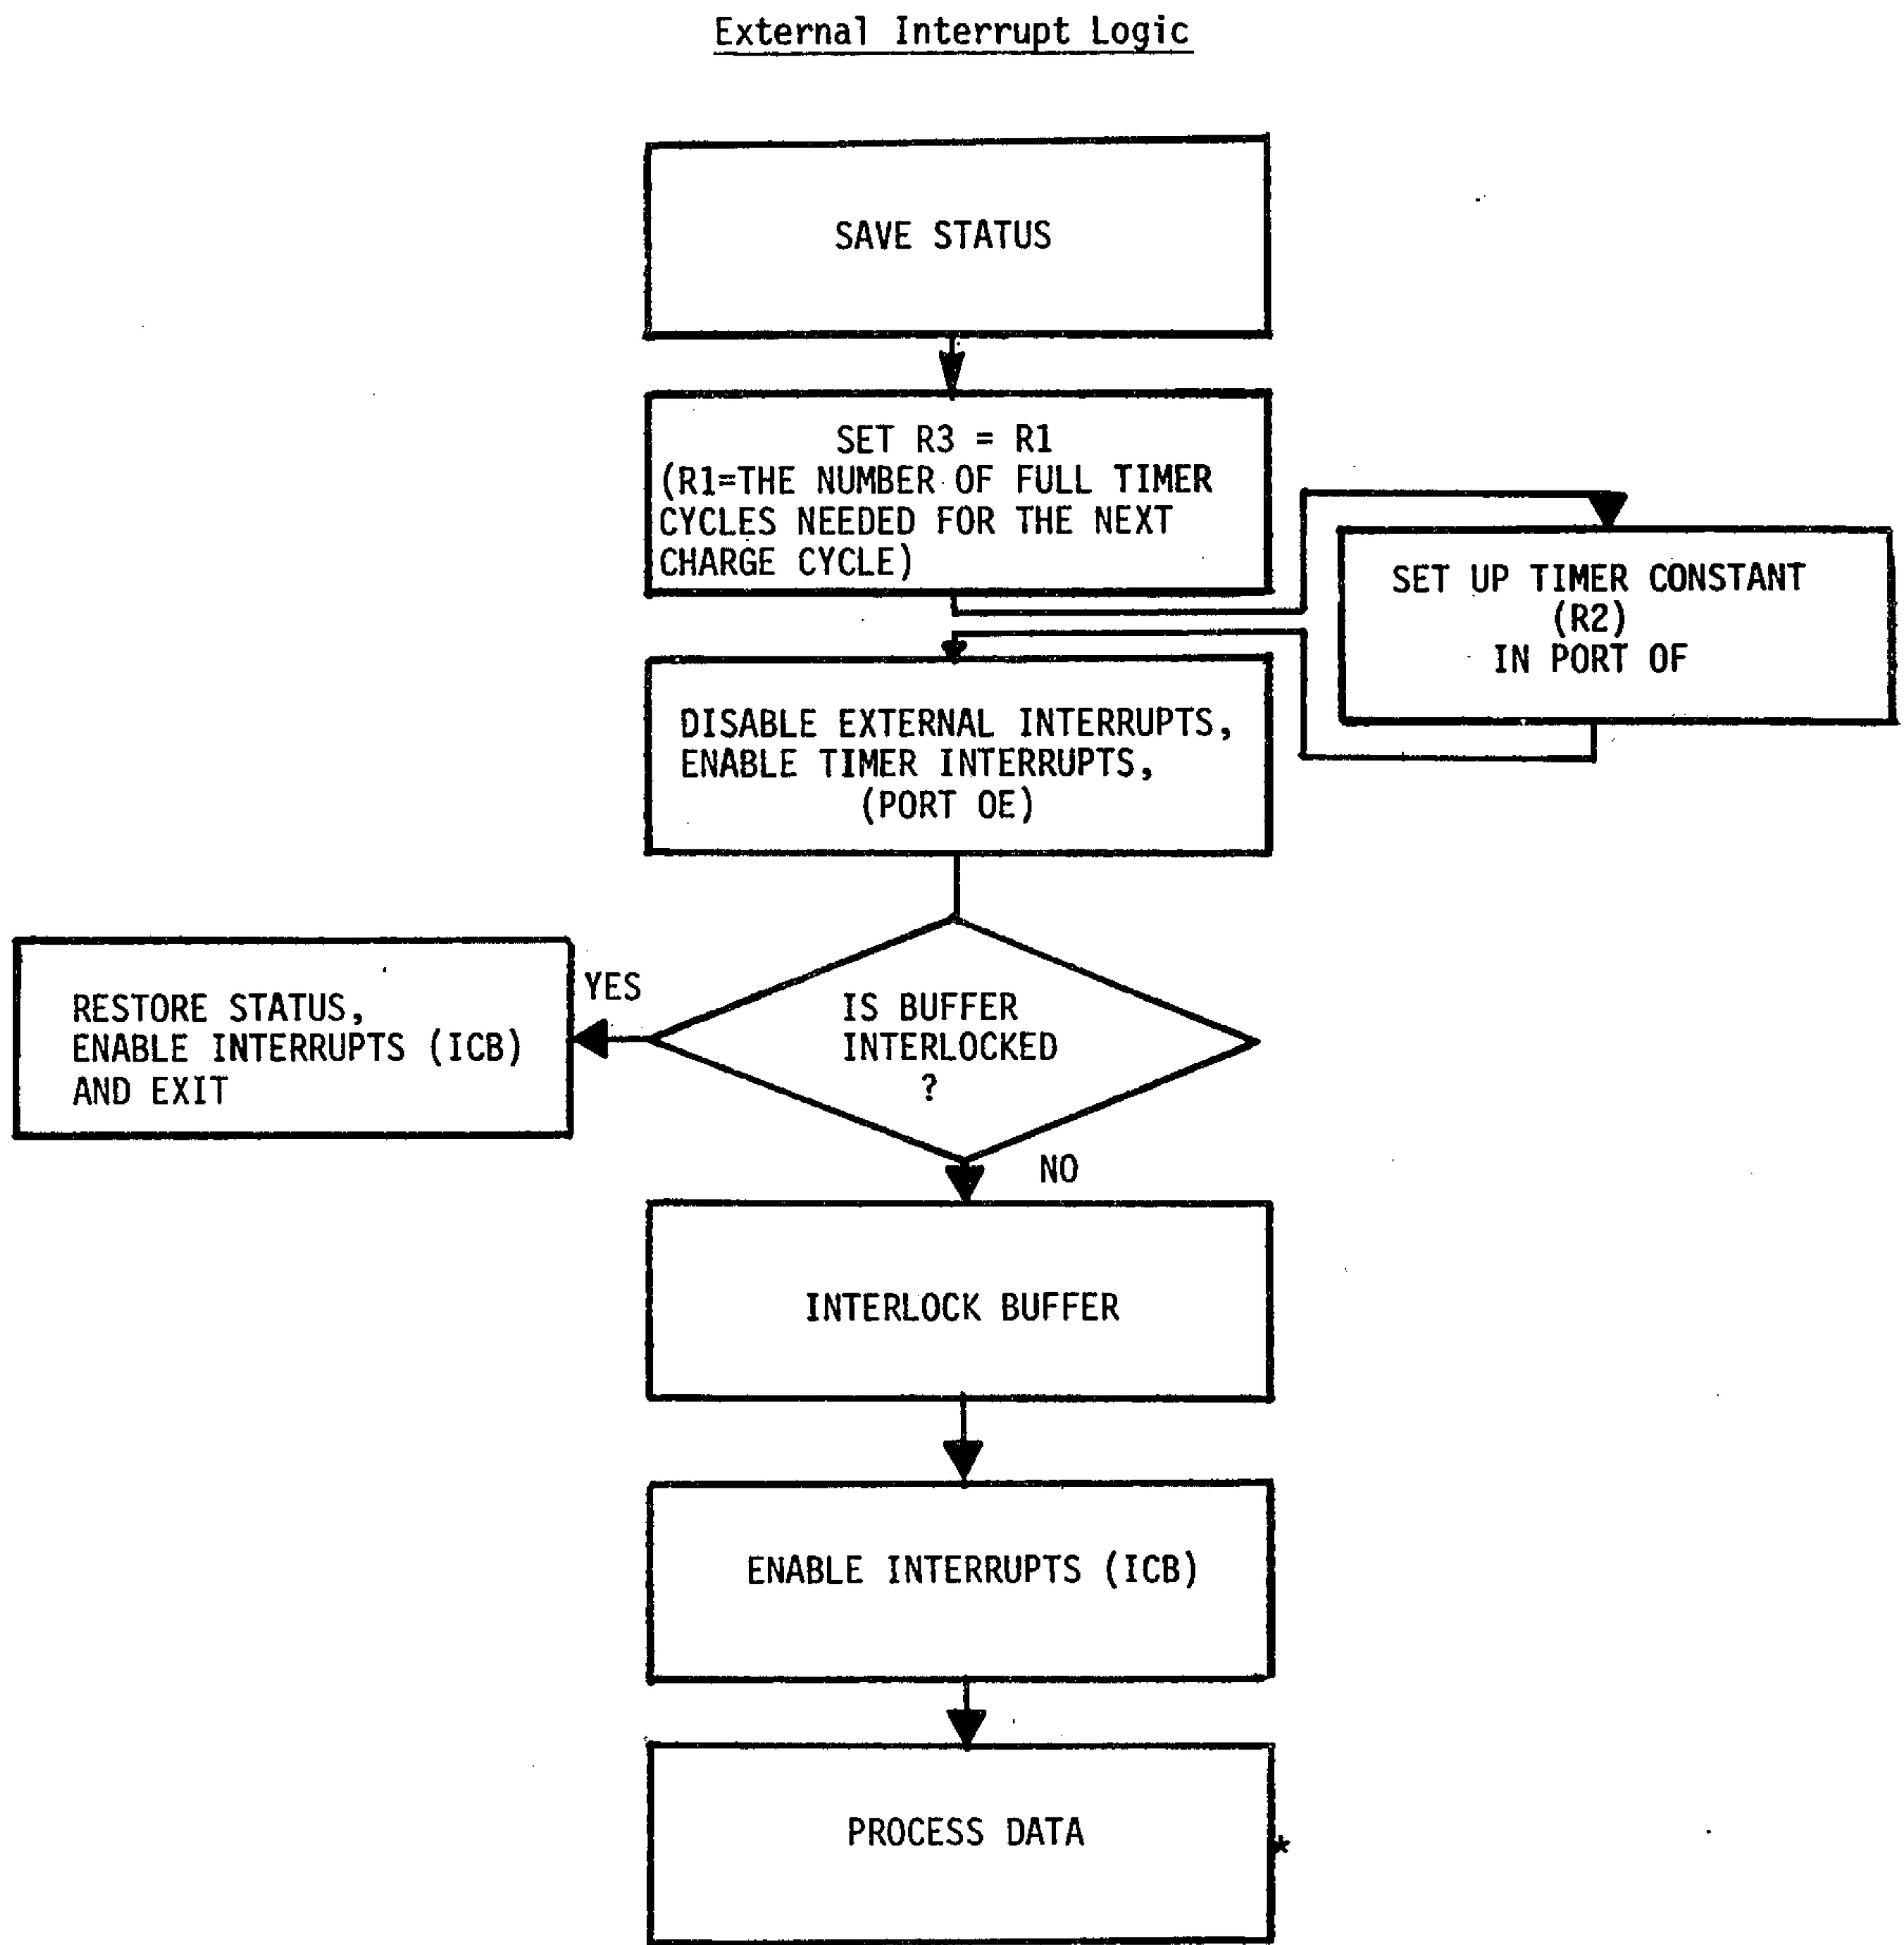 External Interrupt Logic
SAVE STATUS
SET R3 = R1
(R1=THE NUMBER OF FULL TIMER
CYCLES NEEDED FOR THE NEXT
CHARGE CYCLE)
SET UP TIMER CONSTANT
(R2)
IN PORT OF
DISABLE EXTERNAL INTERRUPTS,
ENABLE TIMER INTERRUPTS,
(PORT OE)
IS BUFFER
INTERLOCKED
?
YES
RESTORE STATUS,
ENABLE INTERRUPTS (ICB)
AND EXIT
NO
INTERLOCK BUFFER
ENABLE INTERRUPTS (ICB)
PROCESS DATA
*